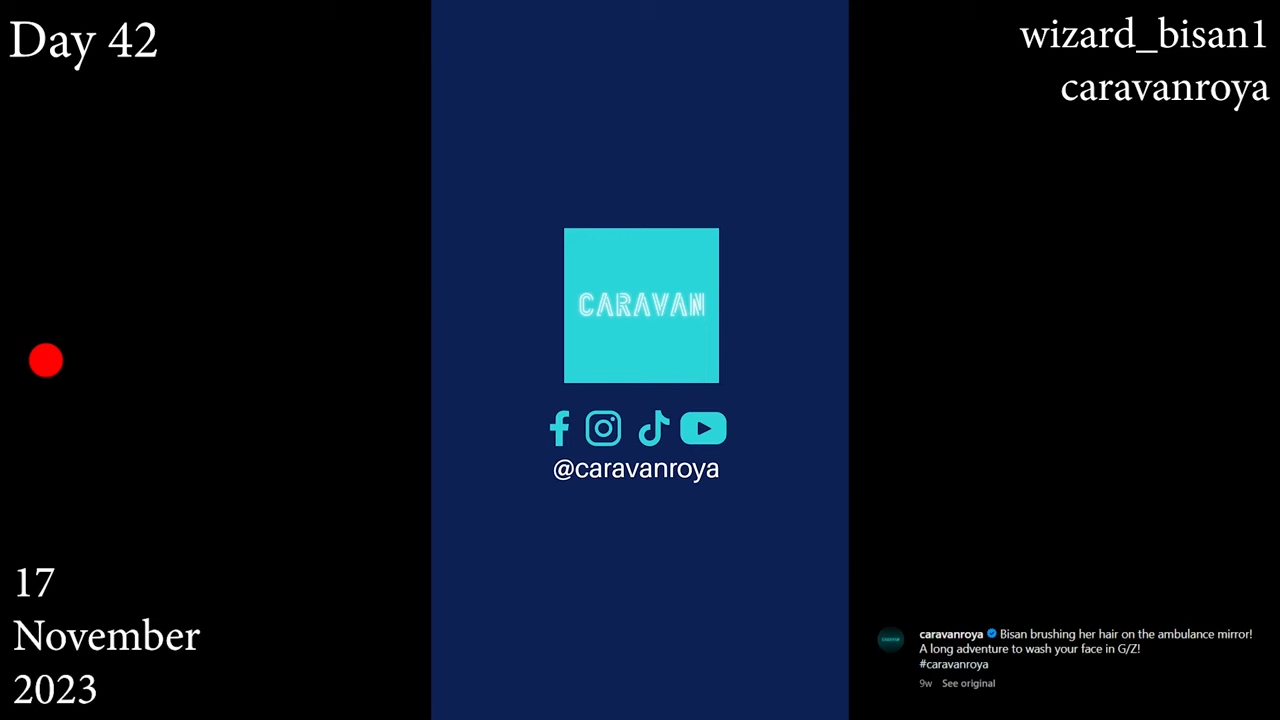 Day 42
wizard_bisan1
caravanroya
CARAVAN
@caravanroya
17
November
2023
caravanroya Bisan brushing her hair on the ambulance mirror!
A long adventure to wash your face in G/Z!
#caravanroya
9w See original